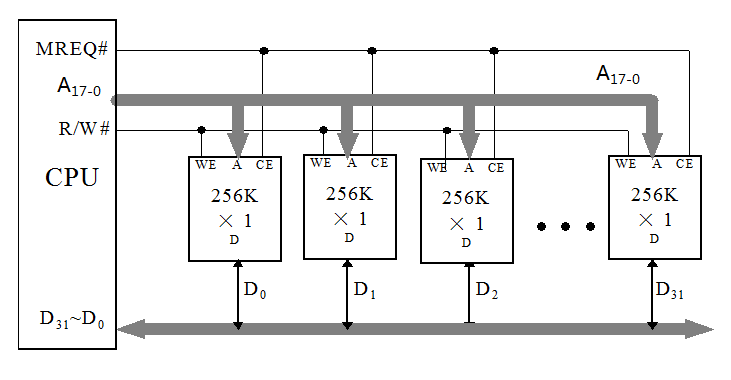 MREQ#
A17-0 A17-0
R/W#
WE A CE WE A CE WE A CE WE A CE
CPU
256K 256K 256K 256K
× 1 × 1 × 1 × 1
D D D D
D0 D1 D2 D31
D31~D0